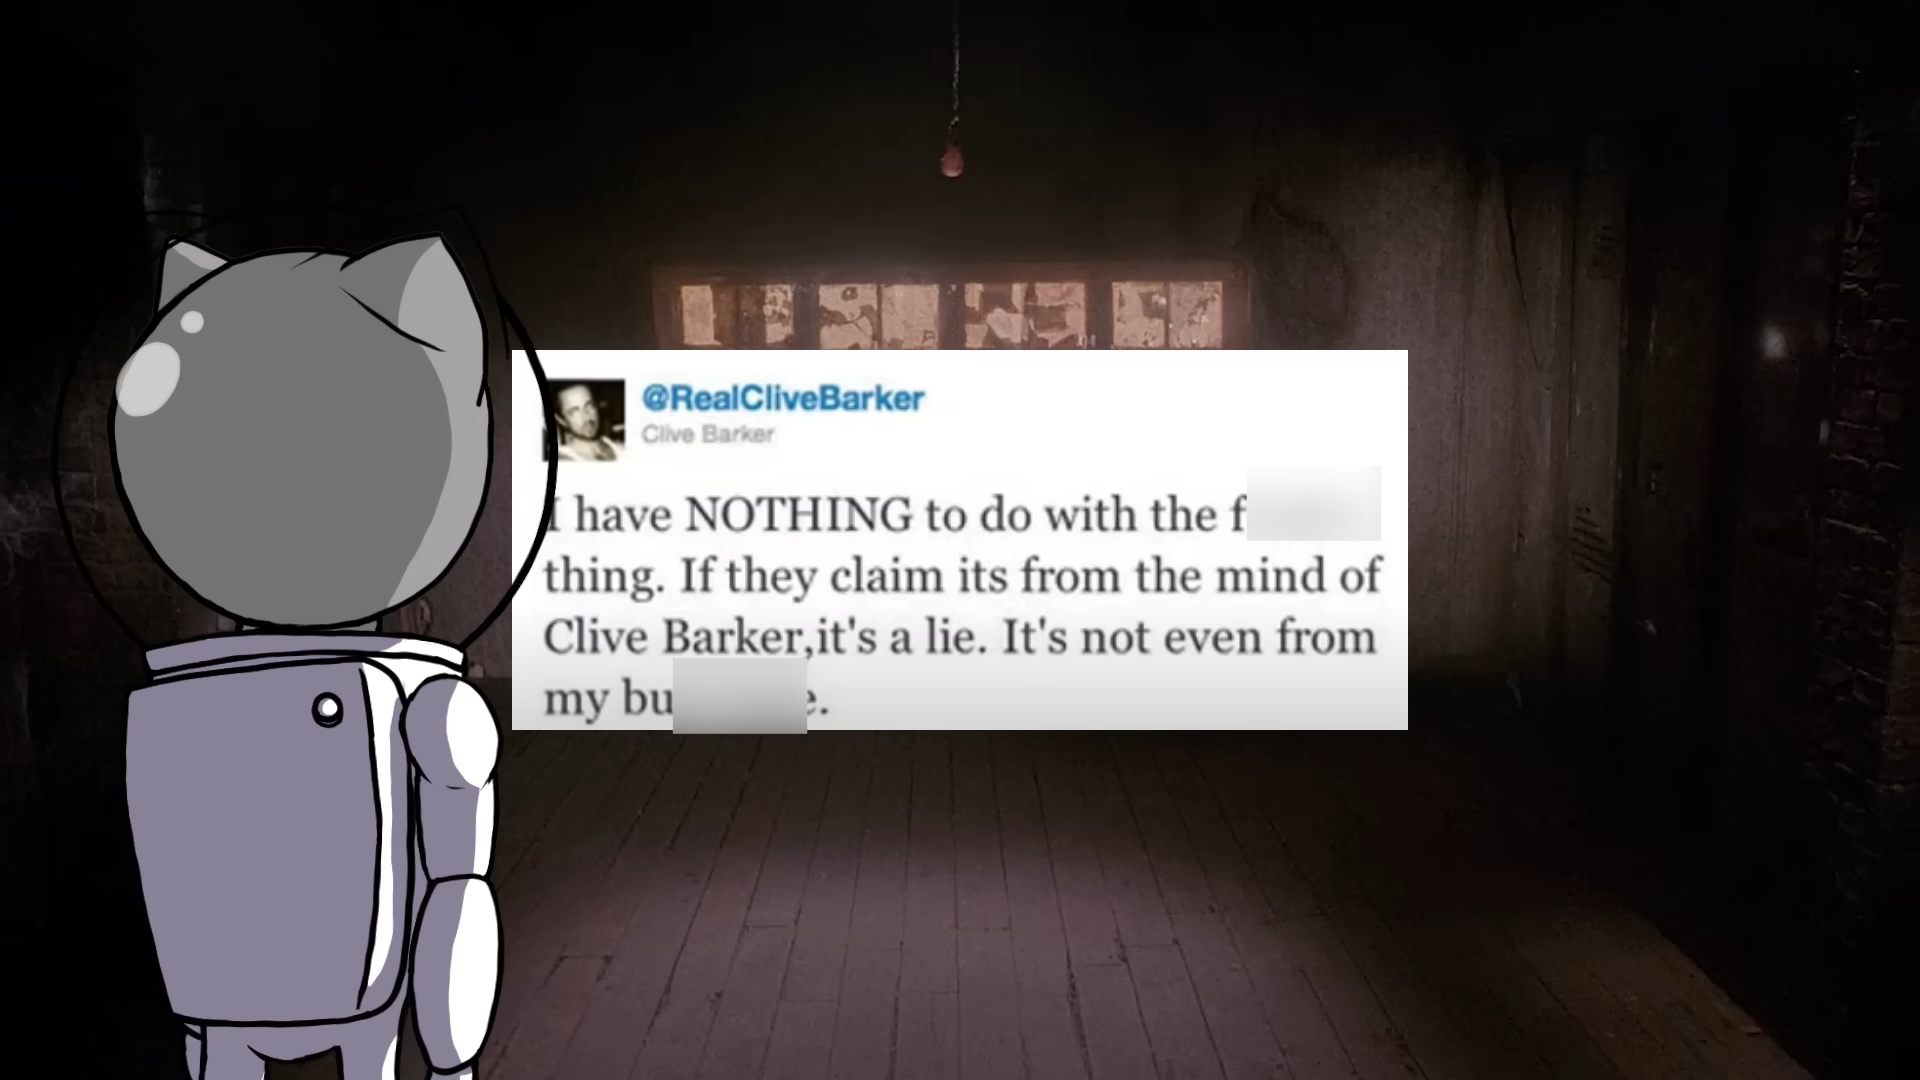 @RealCliveBarker
Clive Barker
I have NOTHING to do with the f
thing. If they claim its from the mind of
Clive Barker,it's a lie. It's not even from
my bu e.